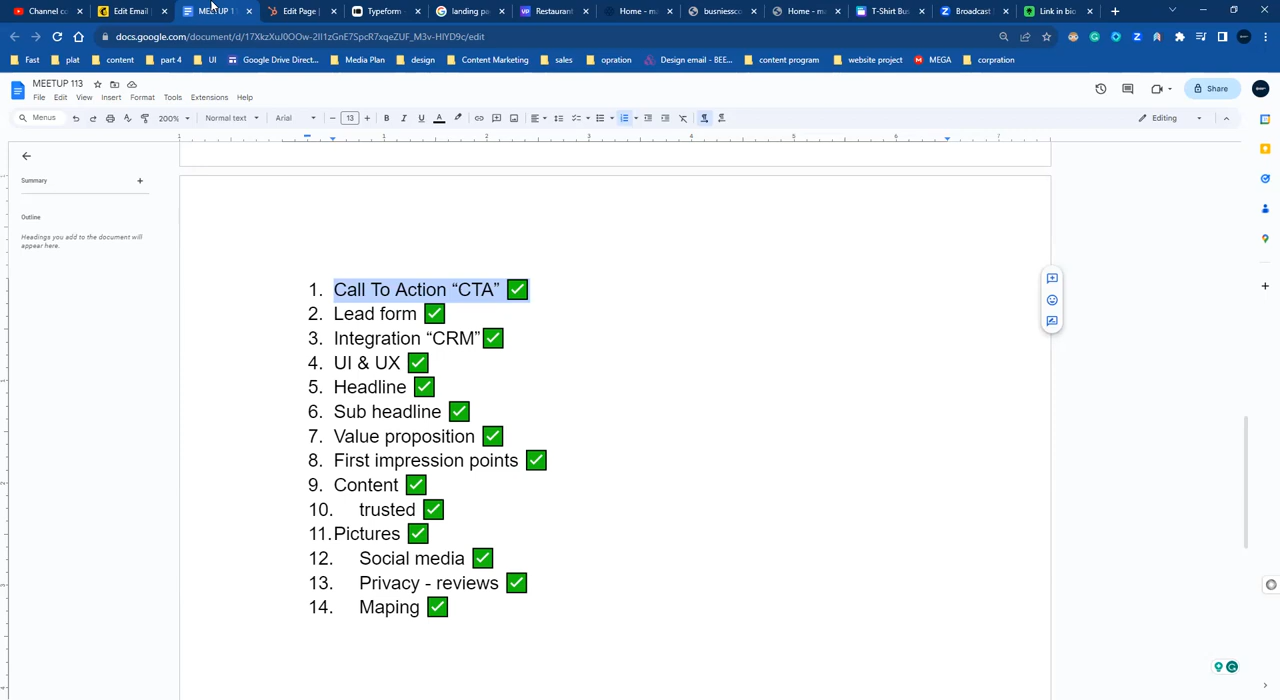 Channel co
Edit Email
MEETUP 1
Edit Page
Typeform
landing pa
Restaurant
Home - m
busniessco
Home - m
T-Shirt Bus
Broadcast
Link in bio
docs.google.com/document/d/17XkzXuJ0OOw-2lI1zGnE7SpcR7xqeZUF_M3v-HlYD9c/edit
Fast
plat
content
part 4
UI
Google Drive Direct...
Media Plan
design
Content Marketing
sales
opration
Design email - BEE...
content program
website project
MEGA
corpration
MEETUP 113
File Edit View Insert Format Tools Extensions Help
Share
Menus
200%
Normal text
Arial
13
Editing
Summary
Outline
Headings you add to the document will
appear here.
1. Call To Action “CTA” ✅
2. Lead form ✅
3. Integration “CRM”✅
4. UI & UX ✅
5. Headline ✅
6. Sub headline ✅
7. Value proposition ✅
8. First impression points ✅
9. Content ✅
10. trusted ✅
11. Pictures ✅
12. Social media ✅
13. Privacy - reviews ✅
14. Maping ✅